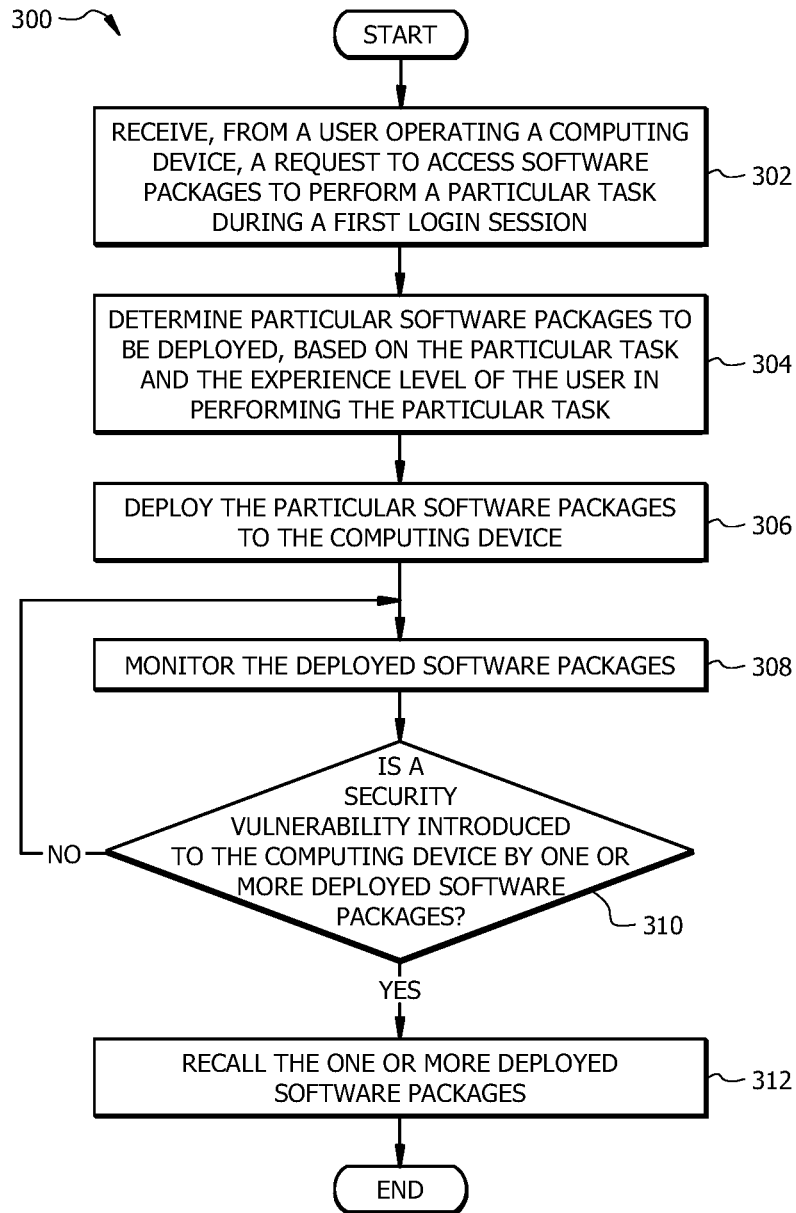 300
START
RECEIVE, FROM A USER OPERATING A COMPUTING
DEVICE, A REQUEST TO ACCESS SOFTWARE
PACKAGES TO PERFORM A PARTICULAR TASK
DURING A FIRST LOGIN SESSION
302
DETERMINE PARTICULAR SOFTWARE PACKAGES TO
BE DEPLOYED, BASED ON THE PARTICULAR TASK
AND THE EXPERIENCE LEVEL OF THE USER IN
PERFORMING THE PARTICULAR TASK
304
DEPLOY THE PARTICULAR SOFTWARE PACKAGES
TO THE COMPUTING DEVICE
306
MONITOR THE DEPLOYED SOFTWARE PACKAGES
308
IS A
SECURITY
VULNERABILITY INTRODUCED
TO THE COMPUTING DEVICE BY ONE OR
MORE DEPLOYED SOFTWARE
PACKAGES?
310
NO
YES
RECALL THE ONE OR MORE DEPLOYED
SOFTWARE PACKAGES
312
END